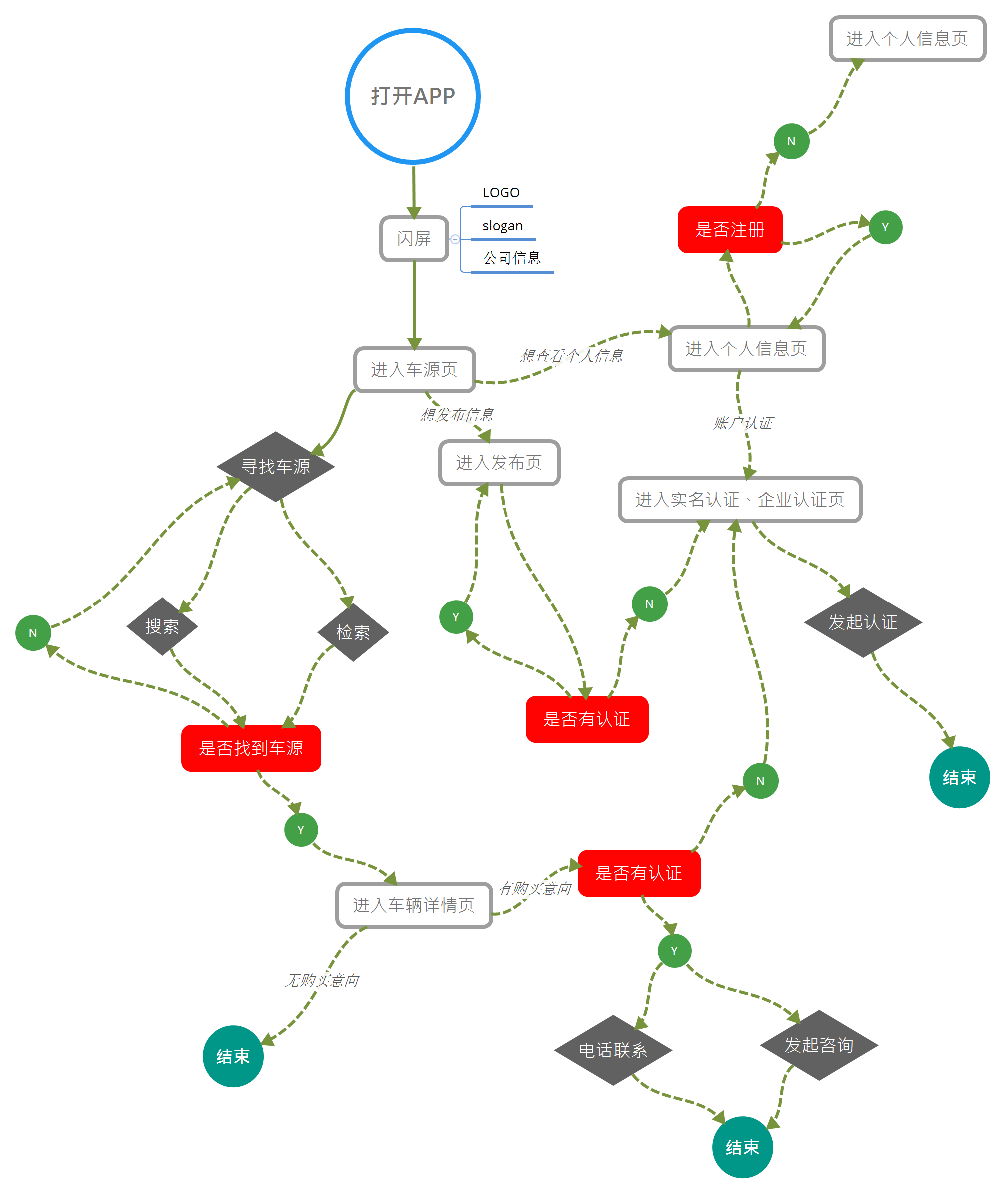 进入个人信息页
打开APP
N
LOGO
slogan
公司信息
闪屏
是否注册
Y
进入个人信息页
想查看个人信息
进入车源页
想发布信息
账户认证
进入发布页
寻找车源
进入实名认证、企业认证页
N
Y
N
搜索
检索
发起认证
是否有认证
是否找到车源
结束
N
Y
是否有认证
有购买意向
进入车辆详情页
Y
无购买意向
电话联系
发起咨询
结束
结束